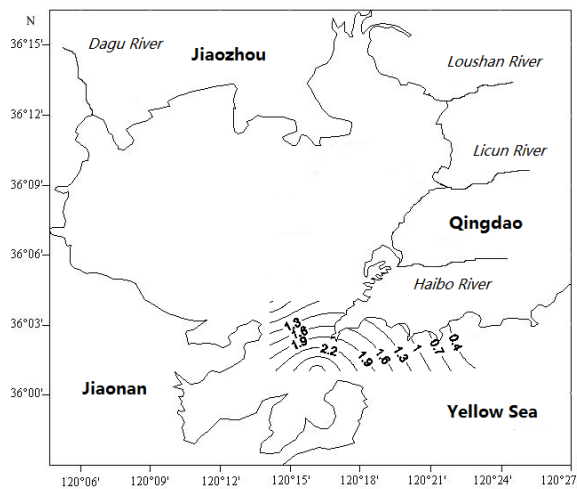 N
36°15'
Dagu River
Jiaozhou
Loushan River
36°12'
Licun River
36°09'
Qingdao
36°06'
Haibo River
36°03'
1.3
1.6
1.9
2.2
1.9
1.6
1.3
1
0.7
0.4
36°00'
Jiaonan
Yellow Sea
120°06' 120°09' 120°12' 120°15' 120°18' 120°21' 120°24' 120°27'